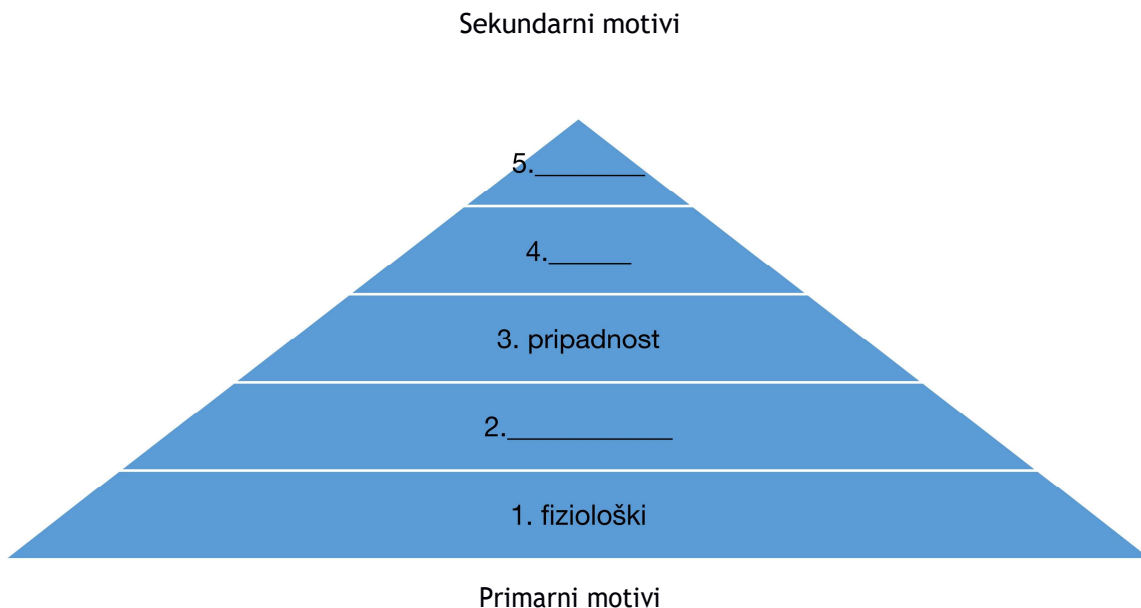 Sekundarni motivi
5.________
4.______
3. pripadnost
2.____________
1. fiziološki
Primarni motivi